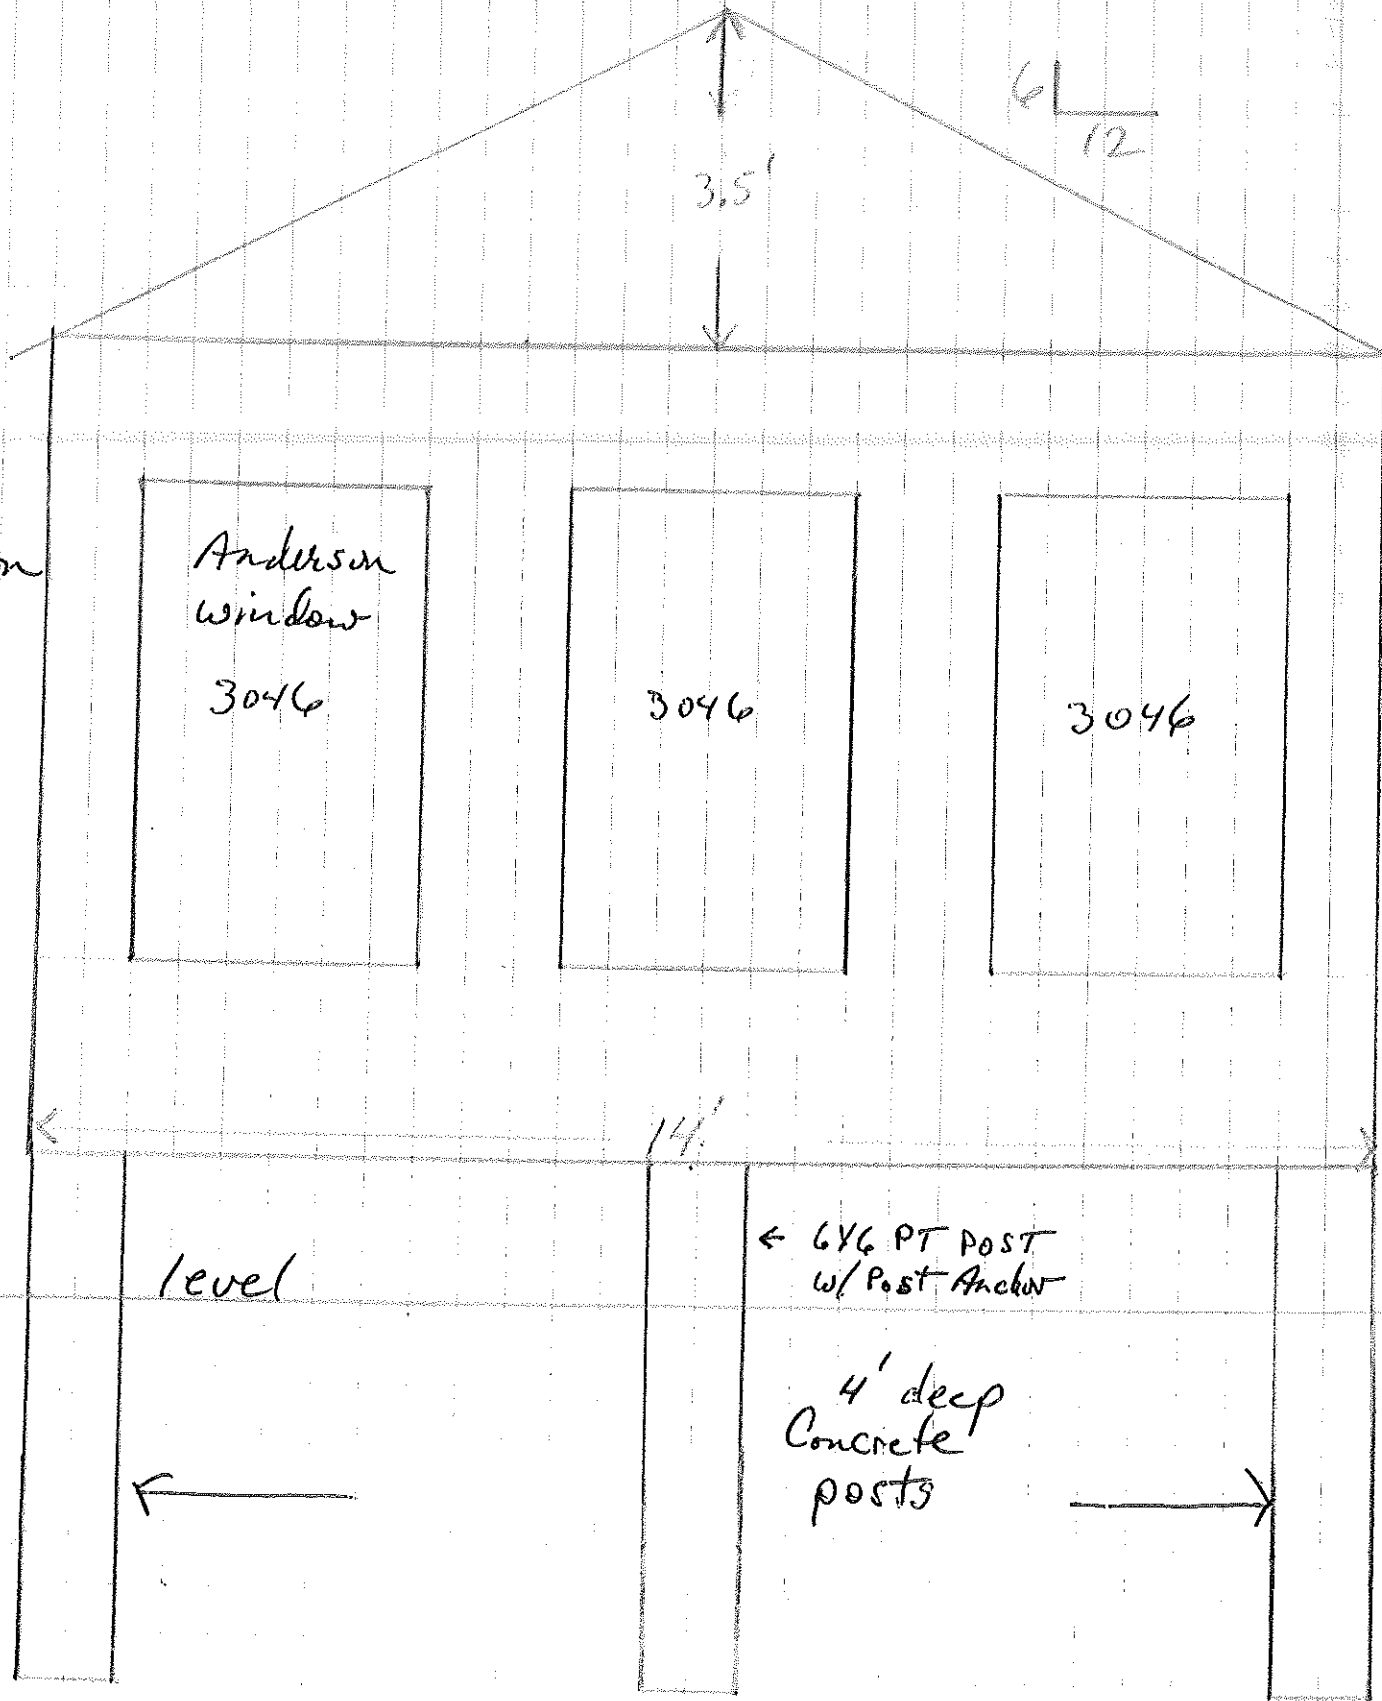 6
12
3.5'
Anderson
window
3046
3046
3046
14'
← 6x6 PT POST
w/ Post Anchor
level
4' deep
Concrete
posts